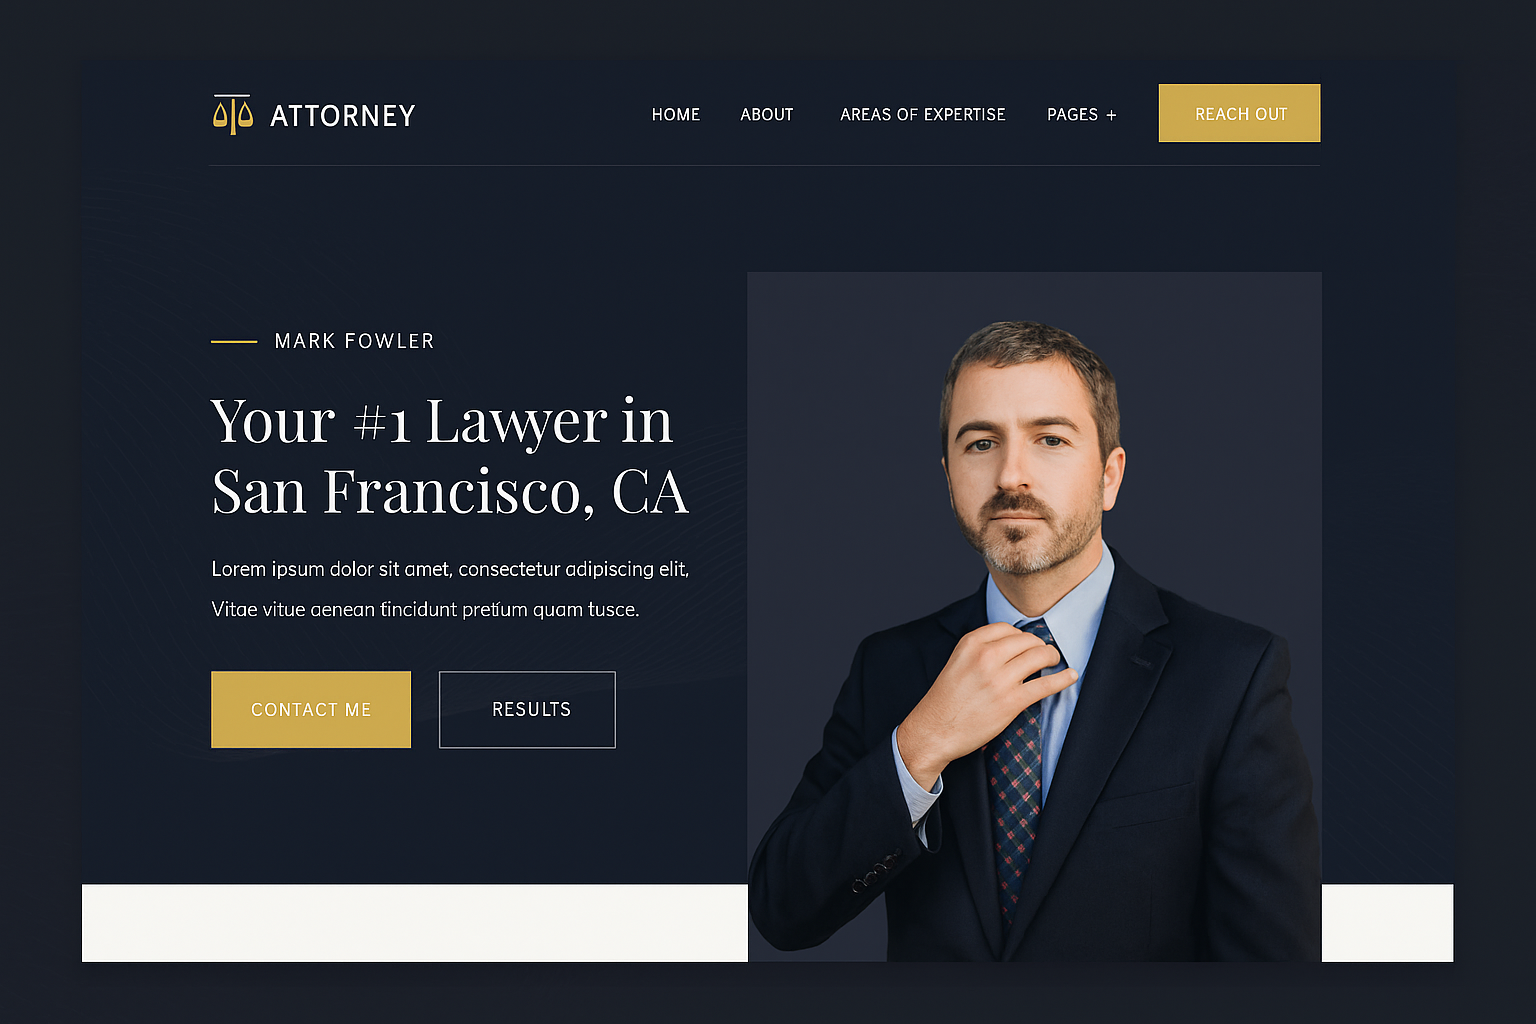 ATTORNEY
HOME ABOUT AREAS OF EXPERTISE PAGES + REACH OUT
MARK FOWLER
Your #1 Lawyer in
San Francisco, CA
Lorem ipsum dolor sit amet, consectetur adipiscing elit,
Vitae vitue aenean tincidunt pretíum quam tusce.
CONTACT ME RESULTS